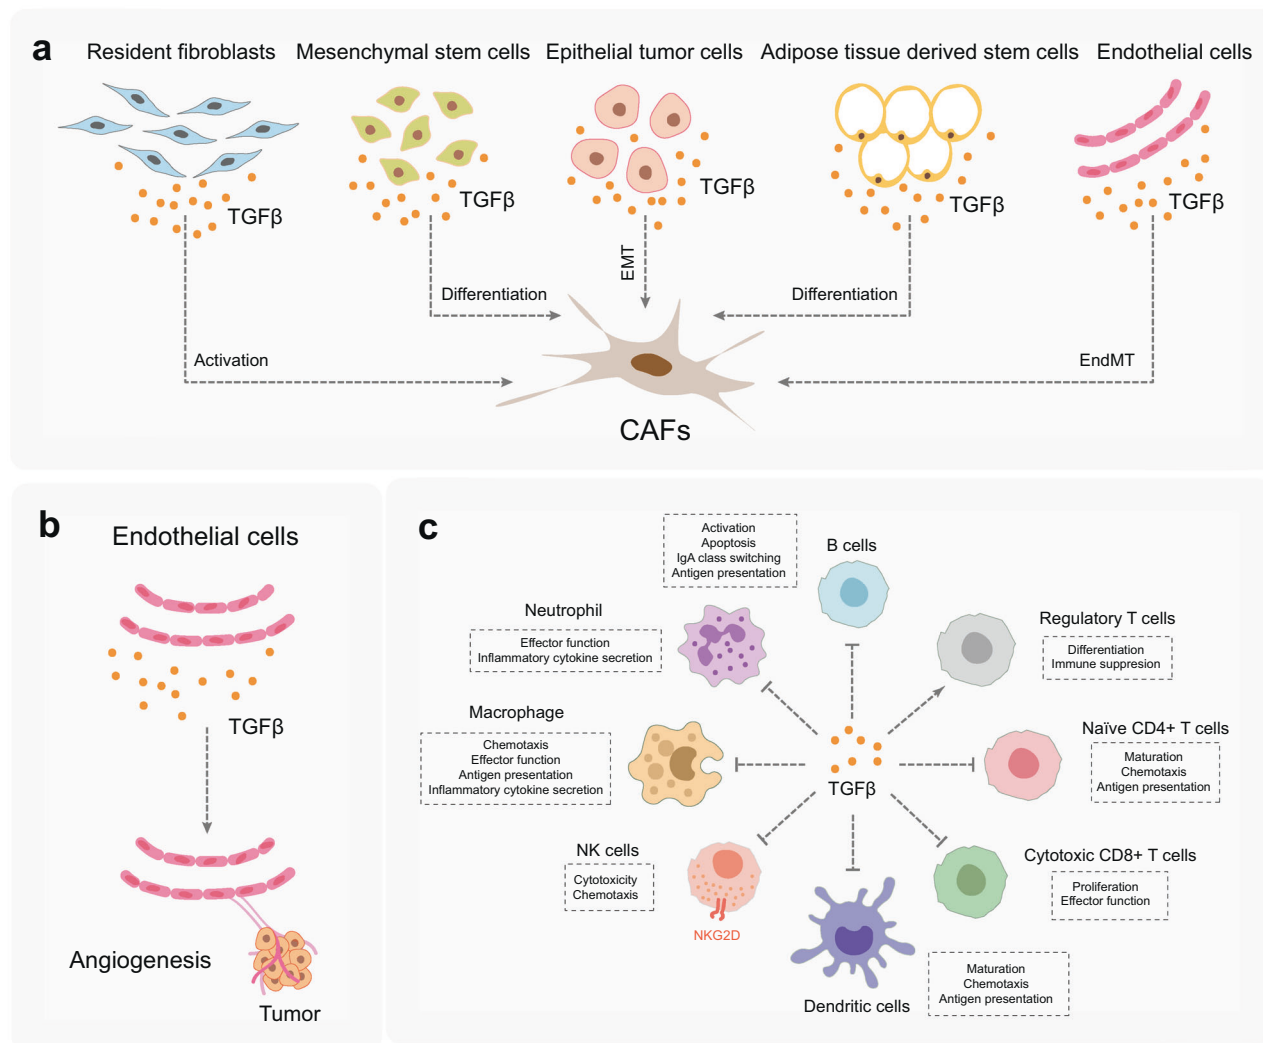 a
Resident fibroblasts
Mesenchymal stem cells
Epithelial tumor cells
Adipose tissue derived stem cells
Endothelial cells
TGFβ
TGFβ
TGFβ
TGFβ
TGFβ
Activation
Differentiation
EMT
Differentiation
EndMT
CAFs
b
Endothelial cells
TGFβ
Angiogenesis
Tumor
c
Activation
Apoptosis
IgA class switching
Antigen presentation
B cells
Neutrophil
Effector function
Inflammatory cytokine secretion
Regulatory T cells
Differentiation
Immune suppresion
Macrophage
Chemotaxis
Effector function
Antigen presentation
Inflammatory cytokine secretion
TGFβ
Naïve CD4+ T cells
Maturation
Chemotaxis
Antigen presentation
NK cells
Cytotoxicity
Chemotaxis
NKG2D
Cytotoxic CD8+ T cells
Proliferation
Effector function
Dendritic cells
Maturation
Chemotaxis
Antigen presentation